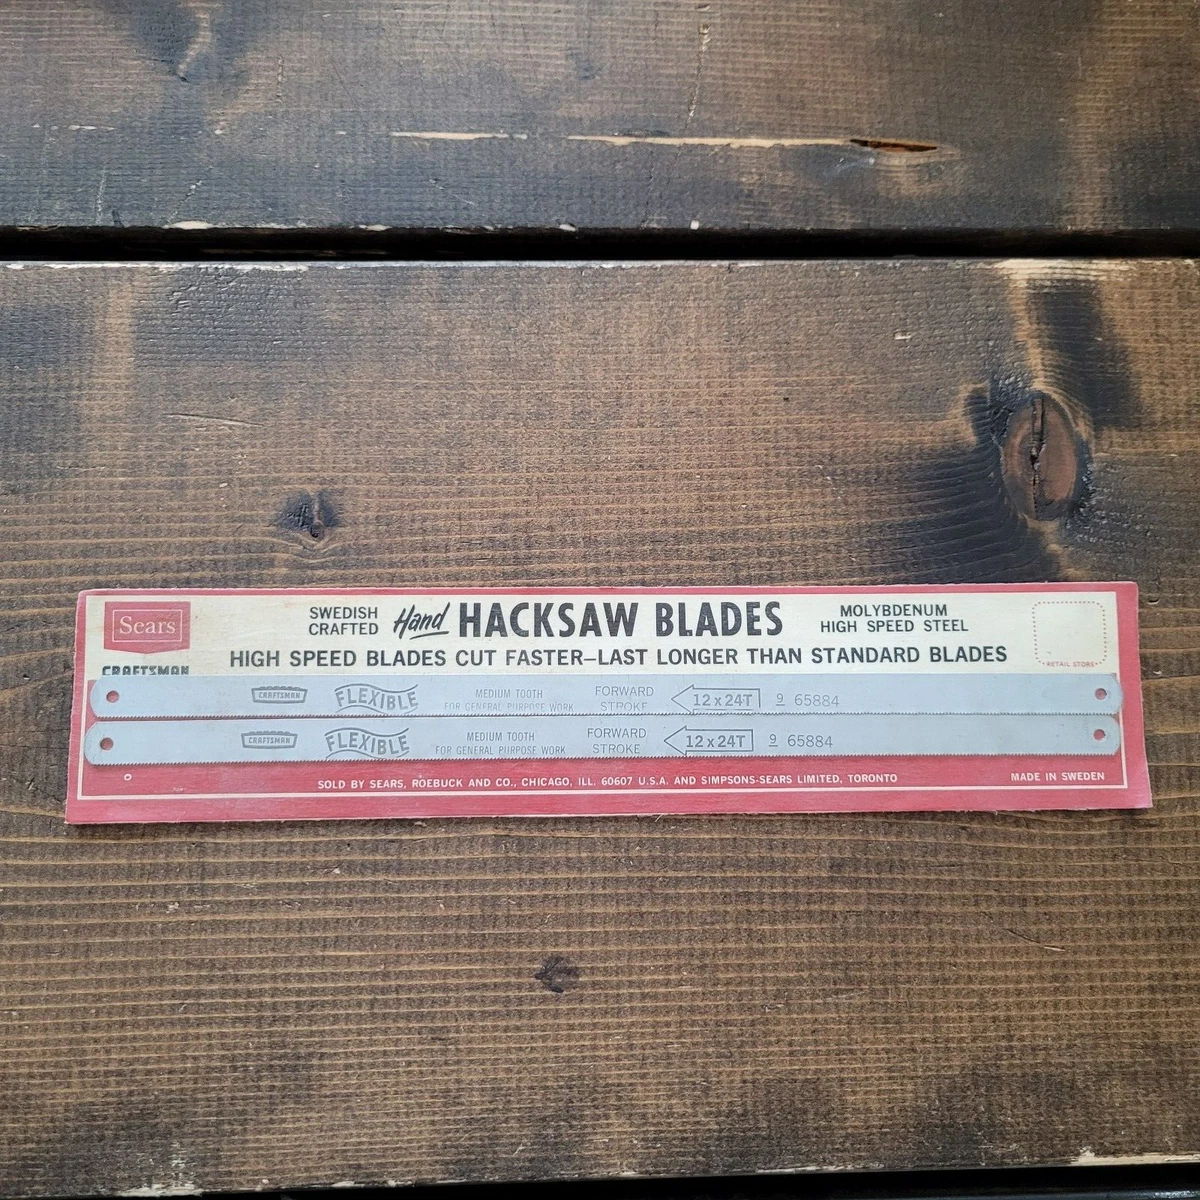 Sears
SWEDISH
CRAFTED
Hand HACKSAW BLADES
MOLYBDENUM
HIGH SPEED STEEL
HIGH SPEED BLADES CUT FASTER—LAST LONGER THAN STANDARD BLADES
RETAIL STORE
CRAFTSMAN
CRAFTSMAN
FLEXIBLE
MEDIUM TOOTH
FOR GENERAL PURPOSE WORK
FORWARD
STROKE
12 x 24T
9 65884
CRAFTSMAN
FLEXIBLE
MEDIUM TOOTH
FOR GENERAL PURPOSE WORK
FORWARD
STROKE
12 x 24T
9 65884
SOLD BY SEARS, ROEBUCK AND CO., CHICAGO, ILL. 60607 U.S.A. AND SIMPSONS-SEARS LIMITED, TORONTO
MADE IN SWEDEN